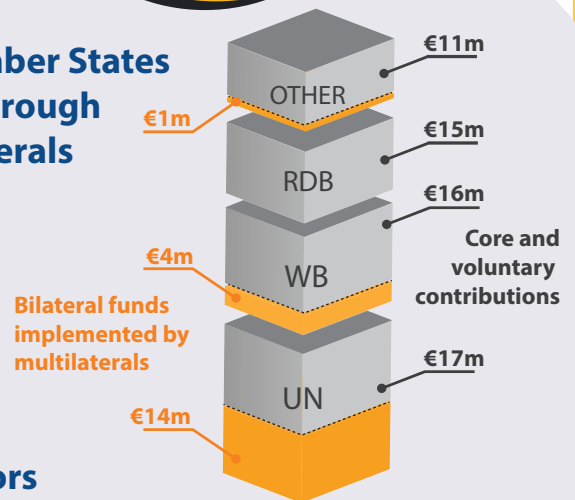 ber States
rough
erals
€11m
OTHER
€1m
€15m
RDB
€16m
Core and
voluntary
contributions
€4m
WB
Bilateral funds
implemented by
multilaterals
€17m
UN
€14m
ors